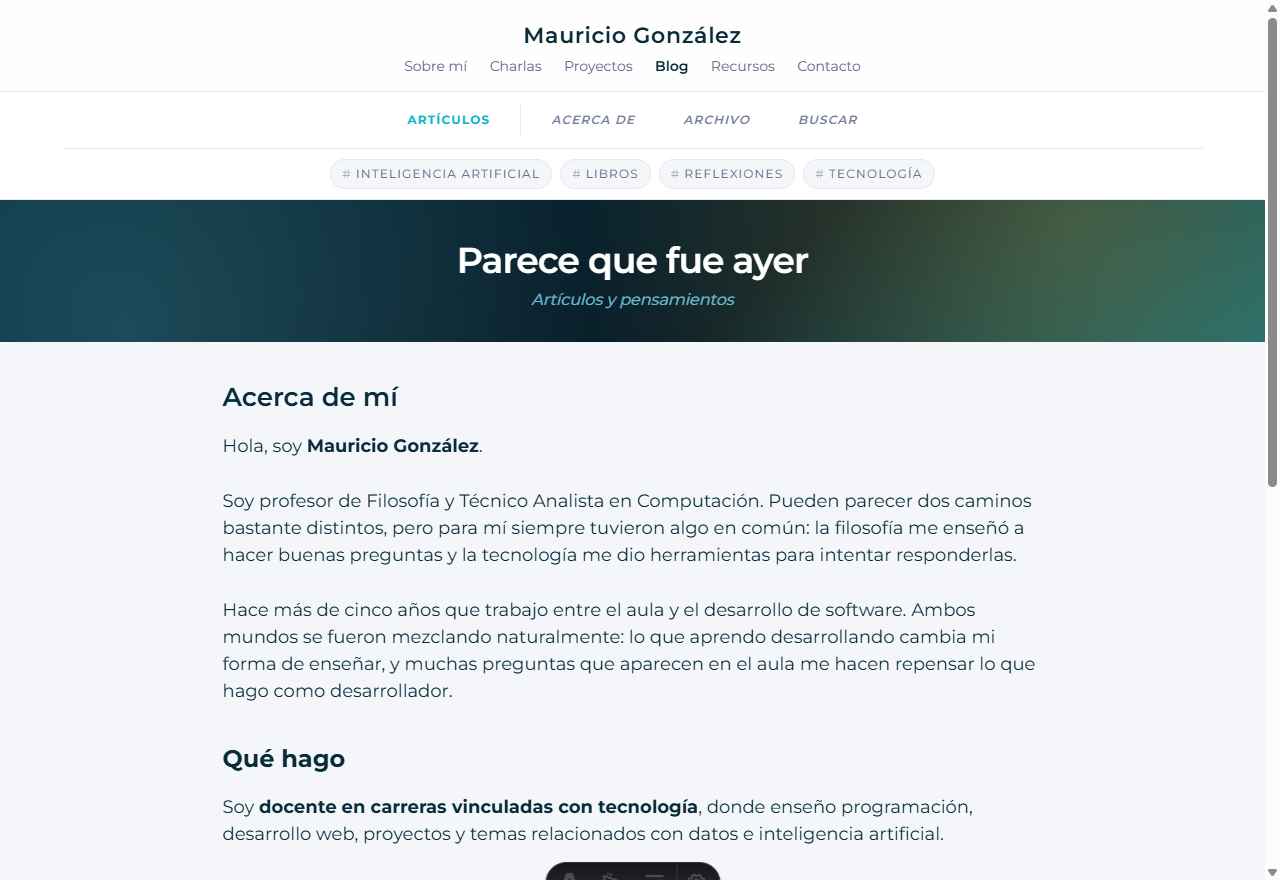 Mauricio González
Sobre mí Charlas Proyectos Blog Recursos Contacto
ARTÍCULOS ACERCA DE ARCHIVO BUSCAR
# INTELIGENCIA ARTIFICIAL # LIBROS # REFLEXIONES # TECNOLOGÍA
Parece que fue ayer
Artículos y pensamientos
Acerca de mí
Hola, soy Mauricio González.
Soy profesor de Filosofía y Técnico Analista en Computación. Pueden parecer dos caminos
bastante distintos, pero para mí siempre tuvieron algo en común: la filosofía me enseñó a
hacer buenas preguntas y la tecnología me dio herramientas para intentar responderlas.
Hace más de cinco años que trabajo entre el aula y el desarrollo de software. Ambos
mundos se fueron mezclando naturalmente: lo que aprendo desarrollando cambia mi
forma de enseñar, y muchas preguntas que aparecen en el aula me hacen repensar lo que
hago como desarrollador.
Qué hago
Soy docente en carreras vinculadas con tecnología, donde enseño programación,
desarrollo web, proyectos y temas relacionados con datos e inteligencia artificial.